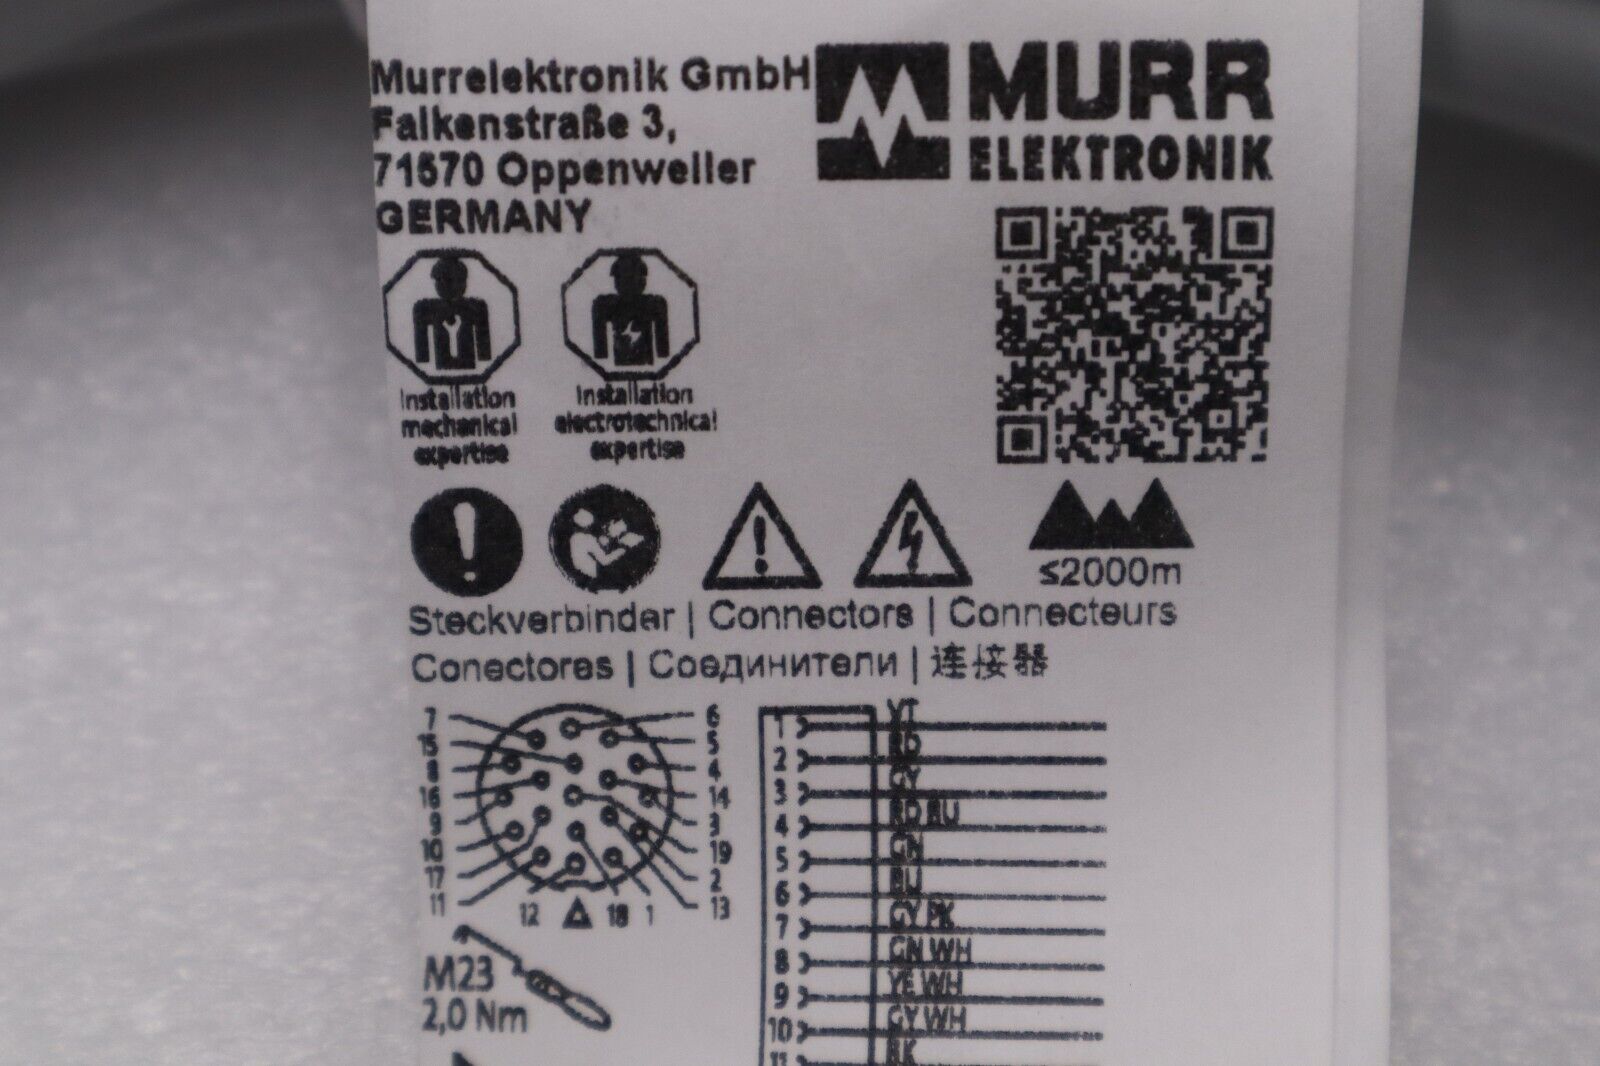 Murrelektronik GmbH
Falkenstraße 3,
71570 Oppenweiler
GERMANY
MURR
ELEKTRONIK
Installation
mechanical
expertise
Installation
electrotechnical
expertise
≤2000m
Steckverbinder | Connectors | Connecteurs
Conectores | Соединители | 连接器
7
15
8
16
9
10
17
11
12
18
1
6
5
4
14
3
19
2
13
M23
2,0 Nm
1 VT
2 RD
3 GY
4 RD BU
5 GN
6 BU
7 GY PK
8 GN WH
9 YE WH
10 GY WH
11 BK